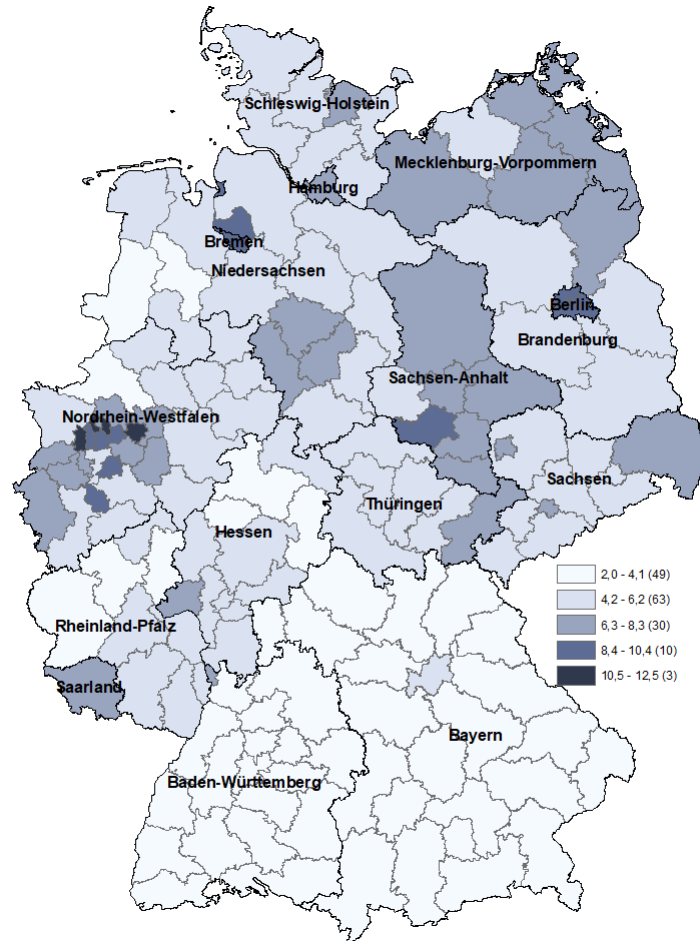 Schleswig-Holstein
Mecklenburg-Vorpommern
Hamburg
Bremen
Niedersachsen
Berlin
Brandenburg
Sachsen-Anhalt
Nordrhein-Westfalen
Sachsen
Thüringen
Hessen
Rheinland-Pfalz
Saarland
Bayern
Baden-Württemberg
2,0 - 4,1 (49)
4,2 - 6,2 (63)
6,3 - 8,3 (30)
8,4 - 10,4 (10)
10,5 - 12,5 (3)